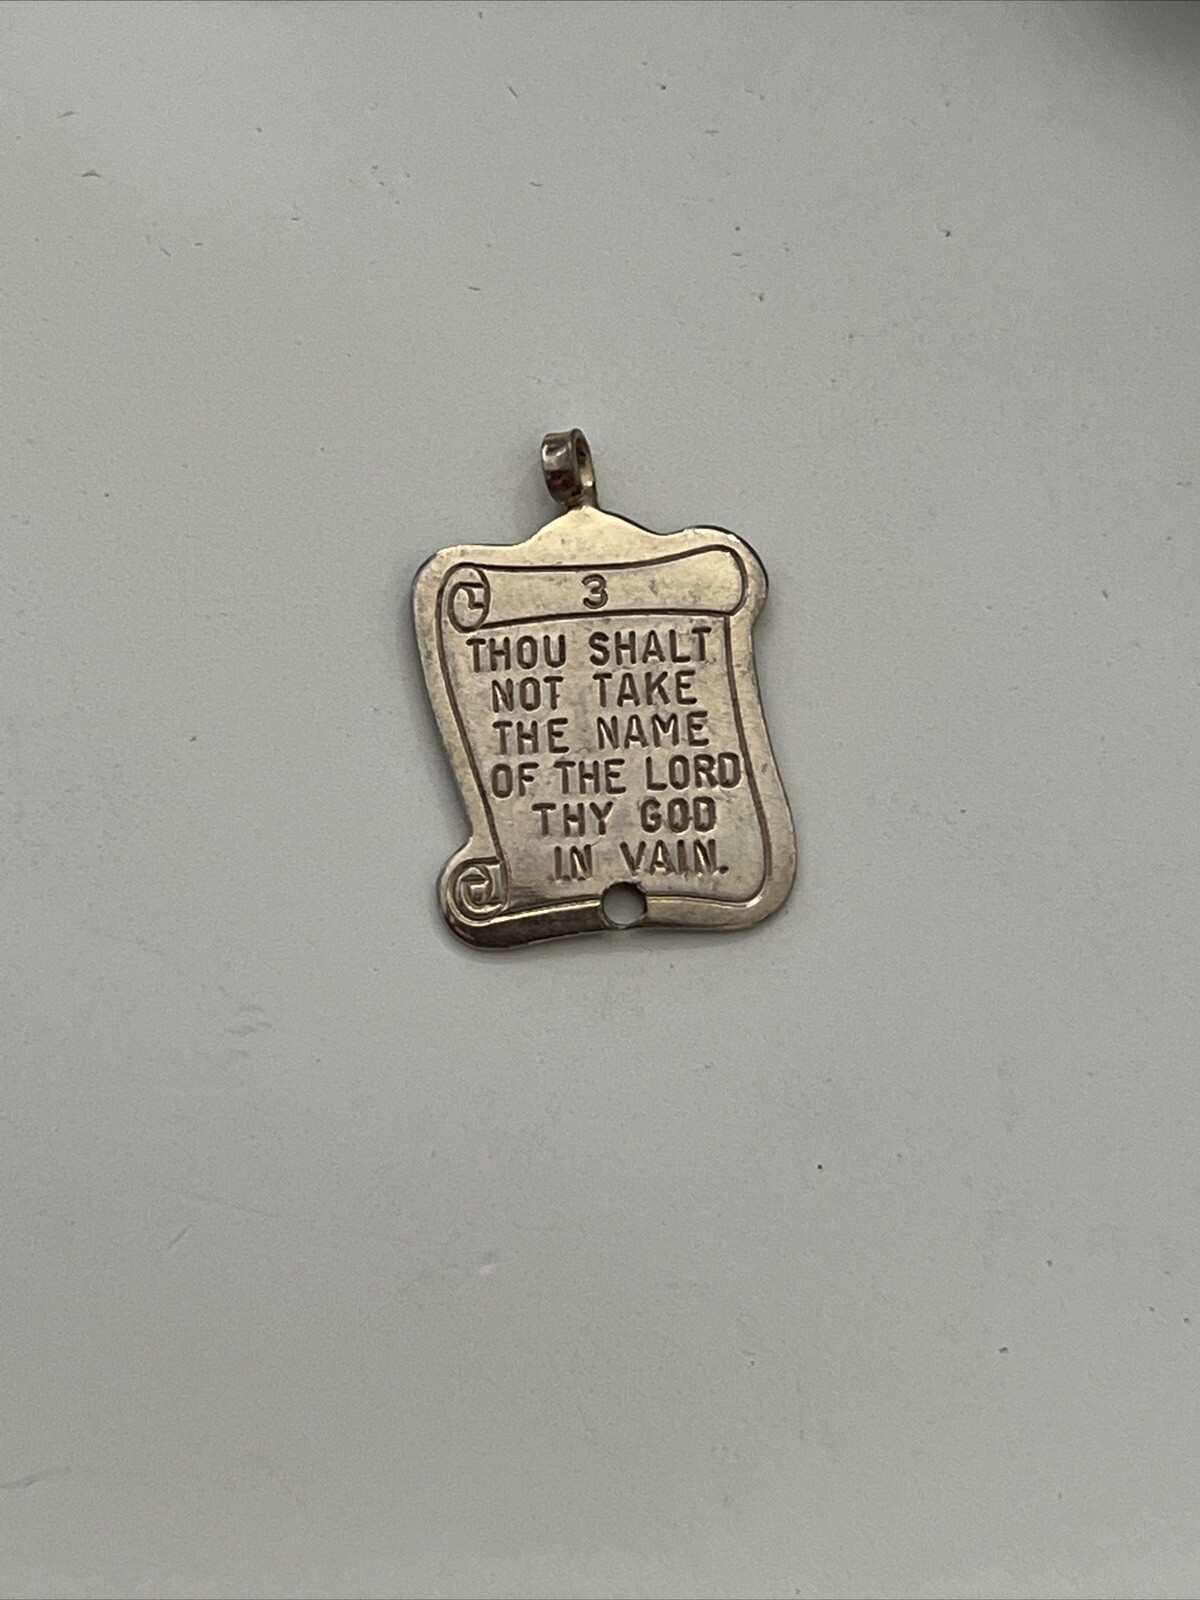 3
THOU SHALT
NOT TAKE
THE NAME
OF THE LORD
THY GOD
IN VAIN.